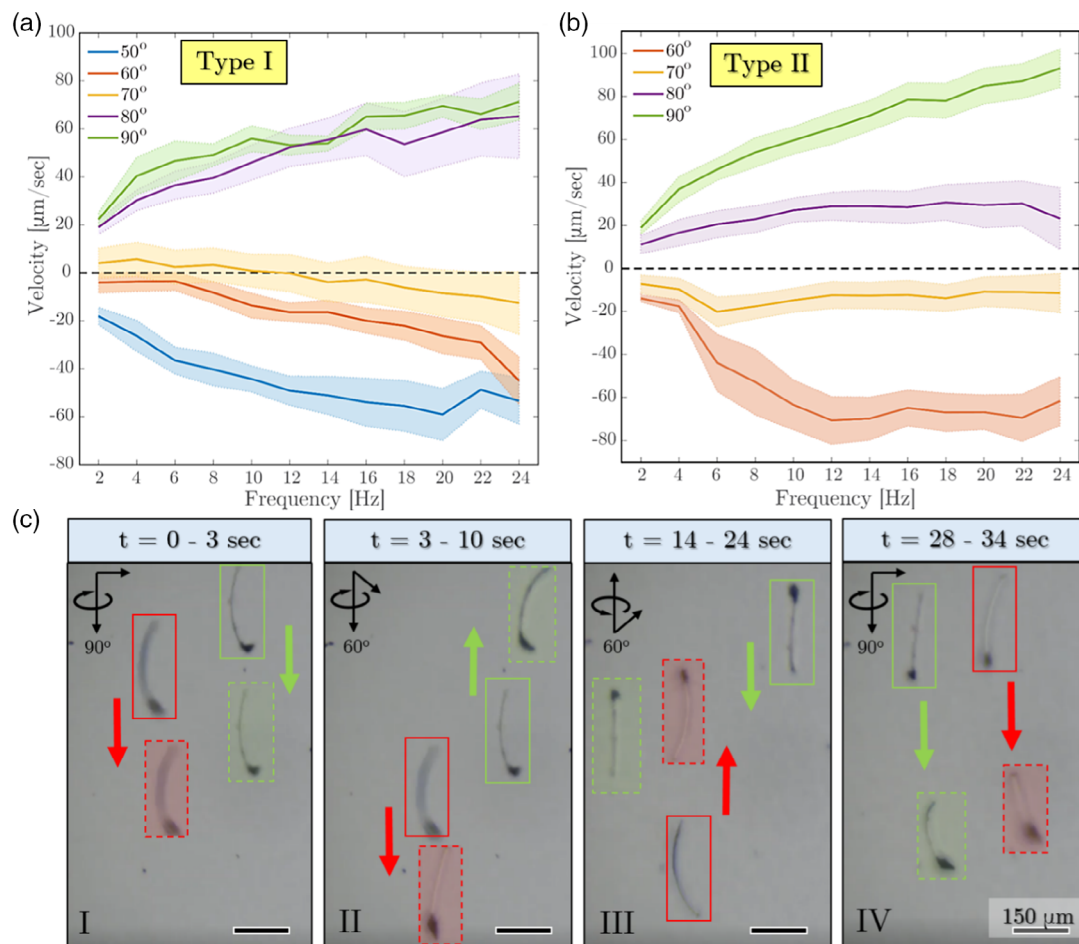 (a)
Type I
50°
60°
70°
80°
90°
100
80
60
40
20
0
-20
-40
-60
-80
Velocity [µm/sec]
2 4 6 8 10 12 14 16 18 20 22 24
Frequency [Hz]
(b)
Type II
60°
70°
80°
90°
100
80
60
40
20
0
-20
-40
-60
-80
Velocity [µm/sec]
2 4 6 8 10 12 14 16 18 20 22 24
Frequency [Hz]
(c)
t = 0 - 3 sec
90°
I
t = 3 - 10 sec
60°
II
t = 14 - 24 sec
60°
III
t = 28 - 34 sec
90°
IV
150 µm